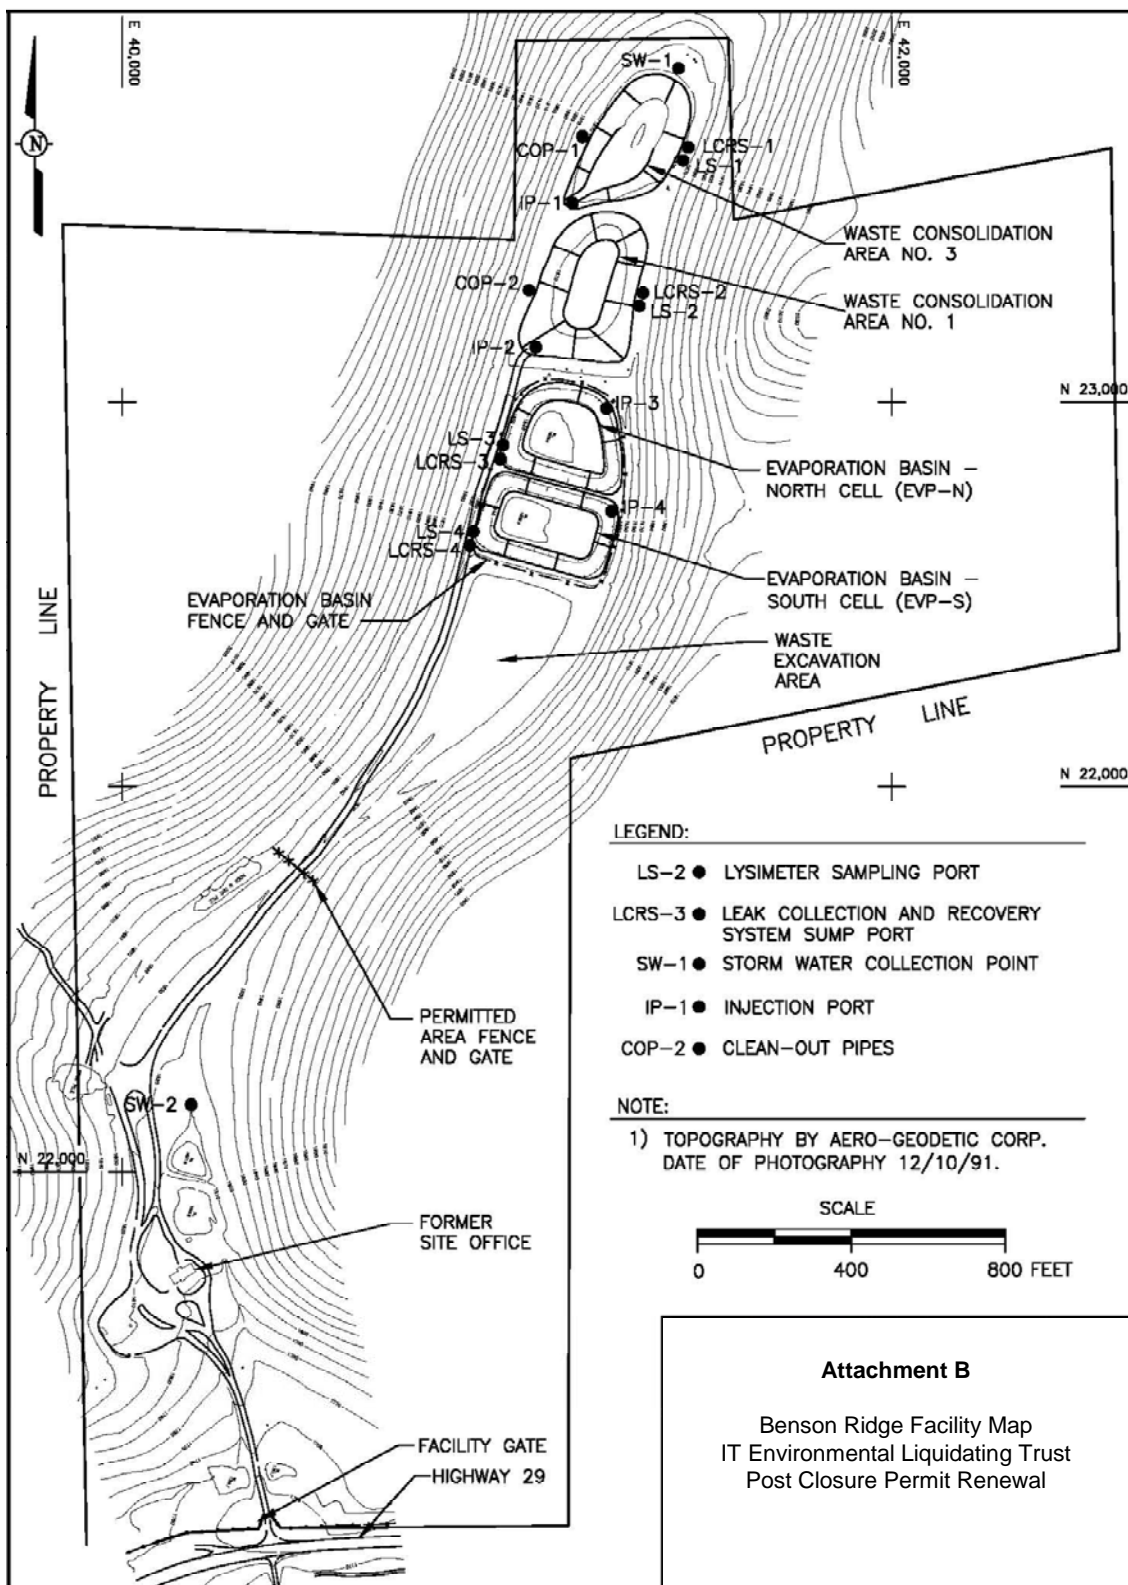 E 40,000
E 42,000
N
SW-1
COP-1
LCRS-1
LS-1
IP-1
WASTE CONSOLIDATION
AREA NO. 3
COP-2
LCRS-2
LS-2
WASTE CONSOLIDATION
AREA NO. 1
IP-2
N 23,000
IP-3
LS-3
LCRS-3
EVAPORATION BASIN –
NORTH CELL (EVP-N)
IP-4
LS-4
LCRS-4
EVAPORATION BASIN –
SOUTH CELL (EVP-S)
EVAPORATION BASIN
FENCE AND GATE
WASTE
EXCAVATION
AREA
PROPERTY LINE
PROPERTY LINE
N 22,000
LEGEND:
LS-2 ● LYSIMETER SAMPLING PORT
LCRS-3 ● LEAK COLLECTION AND RECOVERY
SYSTEM SUMP PORT
SW-1 ● STORM WATER COLLECTION POINT
IP-1 ● INJECTION PORT
COP-2 ● CLEAN-OUT PIPES
PERMITTED
AREA FENCE
AND GATE
SW-2
NOTE:
1) TOPOGRAPHY BY AERO-GEODETIC CORP.
DATE OF PHOTOGRAPHY 12/10/91.
N 22,000
SCALE
0 400 800 FEET
FORMER
SITE OFFICE
FACILITY GATE
HIGHWAY 29
Attachment B
Benson Ridge Facility Map
IT Environmental Liquidating Trust
Post Closure Permit Renewal